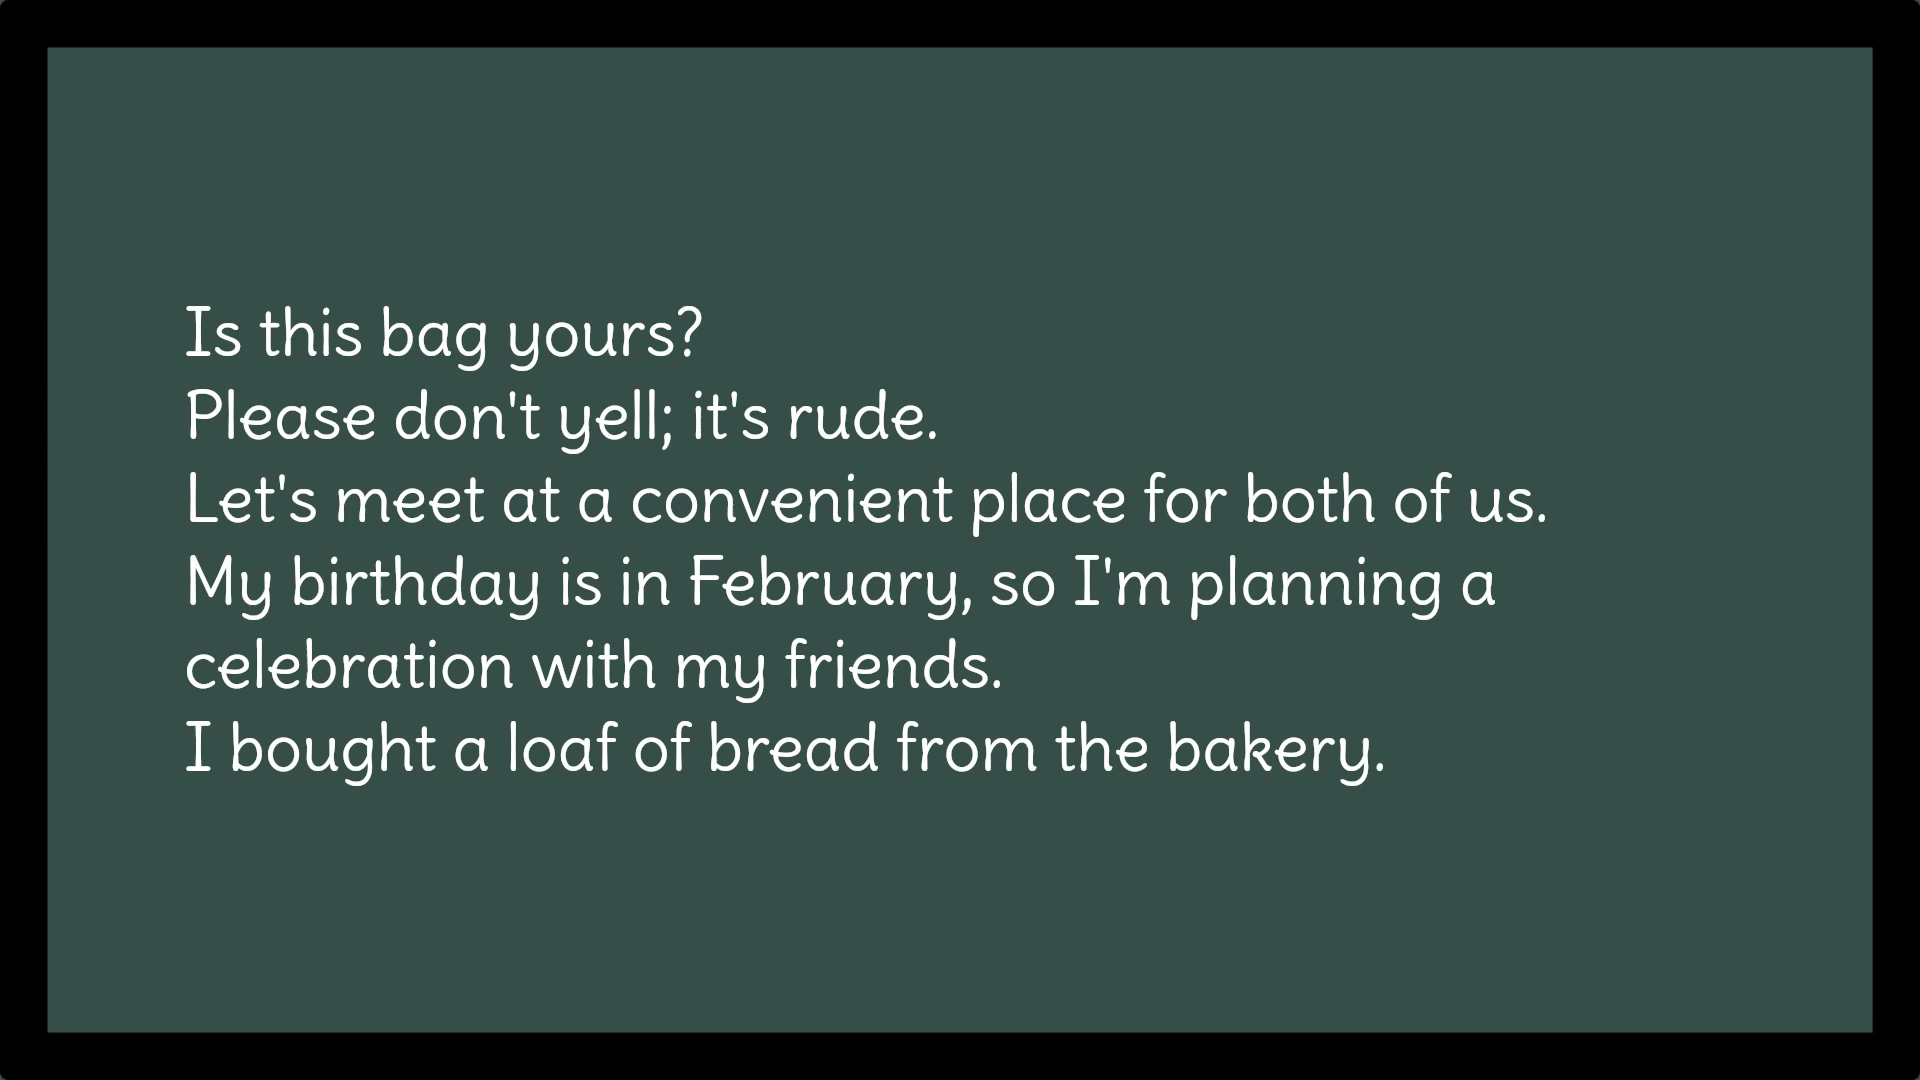 Is this bag yours?
Please don't yell; it's rude.
Let's meet at a convenient place for both of us.
My birthday is in February, so I'm planning a
celebration with my friends.
I bought a loaf of bread from the bakery.